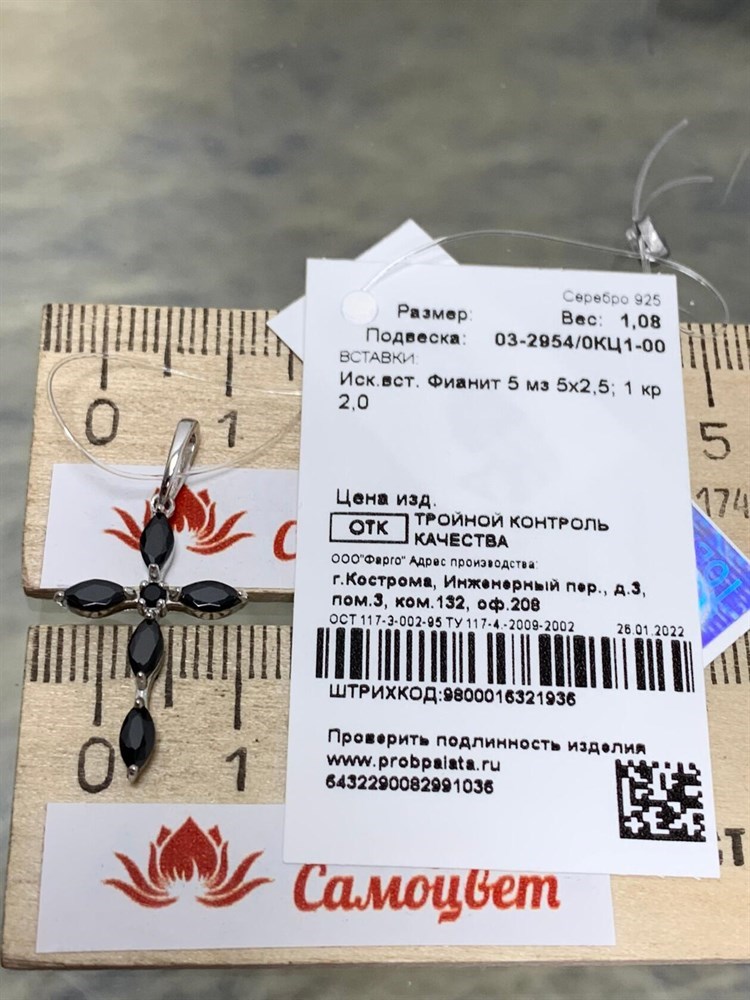 Серебро 925
Размер:
Вес: 1,08
Подвеска: 03-2954/0КЦ1-00
ВСТАВКИ:
Иск.вст. Фианит 5 мз 5х2,5; 1 кр
2,0
Цена изд.
ОТК ТРОЙНОЙ КОНТРОЛЬ
КАЧЕСТВА
ООО"Фарго" Адрес производства:
г.Кострома, Инженерный пер., д.3,
пом.3, ком.132, оф.208
ОСТ 117-3-002-95 ТУ 117-4.-2009-2002 26.01.2022
ШТРИХКОД:9800016321936
Проверить подлинность изделия
www.probpalata.ru
6432290082991036
0 1 5
174
С
0 1
СТ
Самоцвет